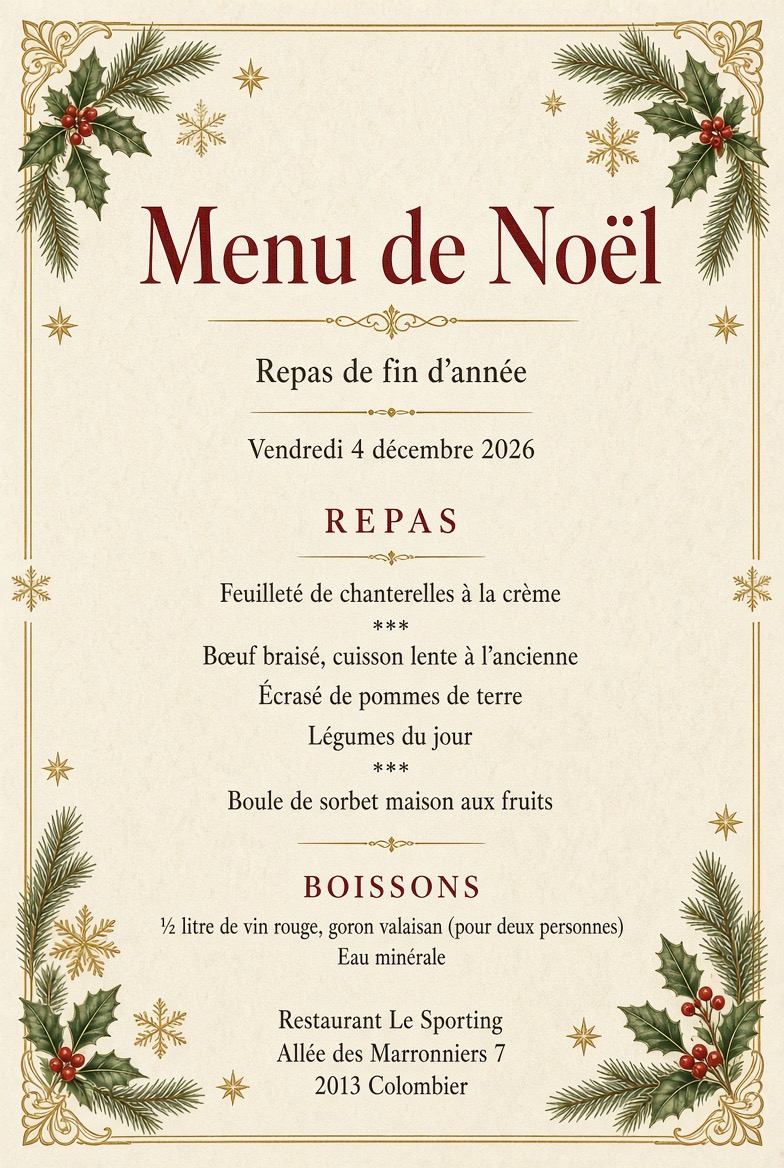 Menu de Noël
Repas de fin d’année
Vendredi 4 décembre 2026
REPAS
Feuilleté de chanterelles à la crème
***
Bœuf braisé, cuisson lente à l’ancienne
Écrasé de pommes de terre
Légumes du jour
***
Boule de sorbet maison aux fruits
BOISSONS
½ litre de vin rouge, goron valaisan (pour deux personnes)
Eau minérale
Restaurant Le Sporting
Allée des Marronniers 7
2013 Colombier